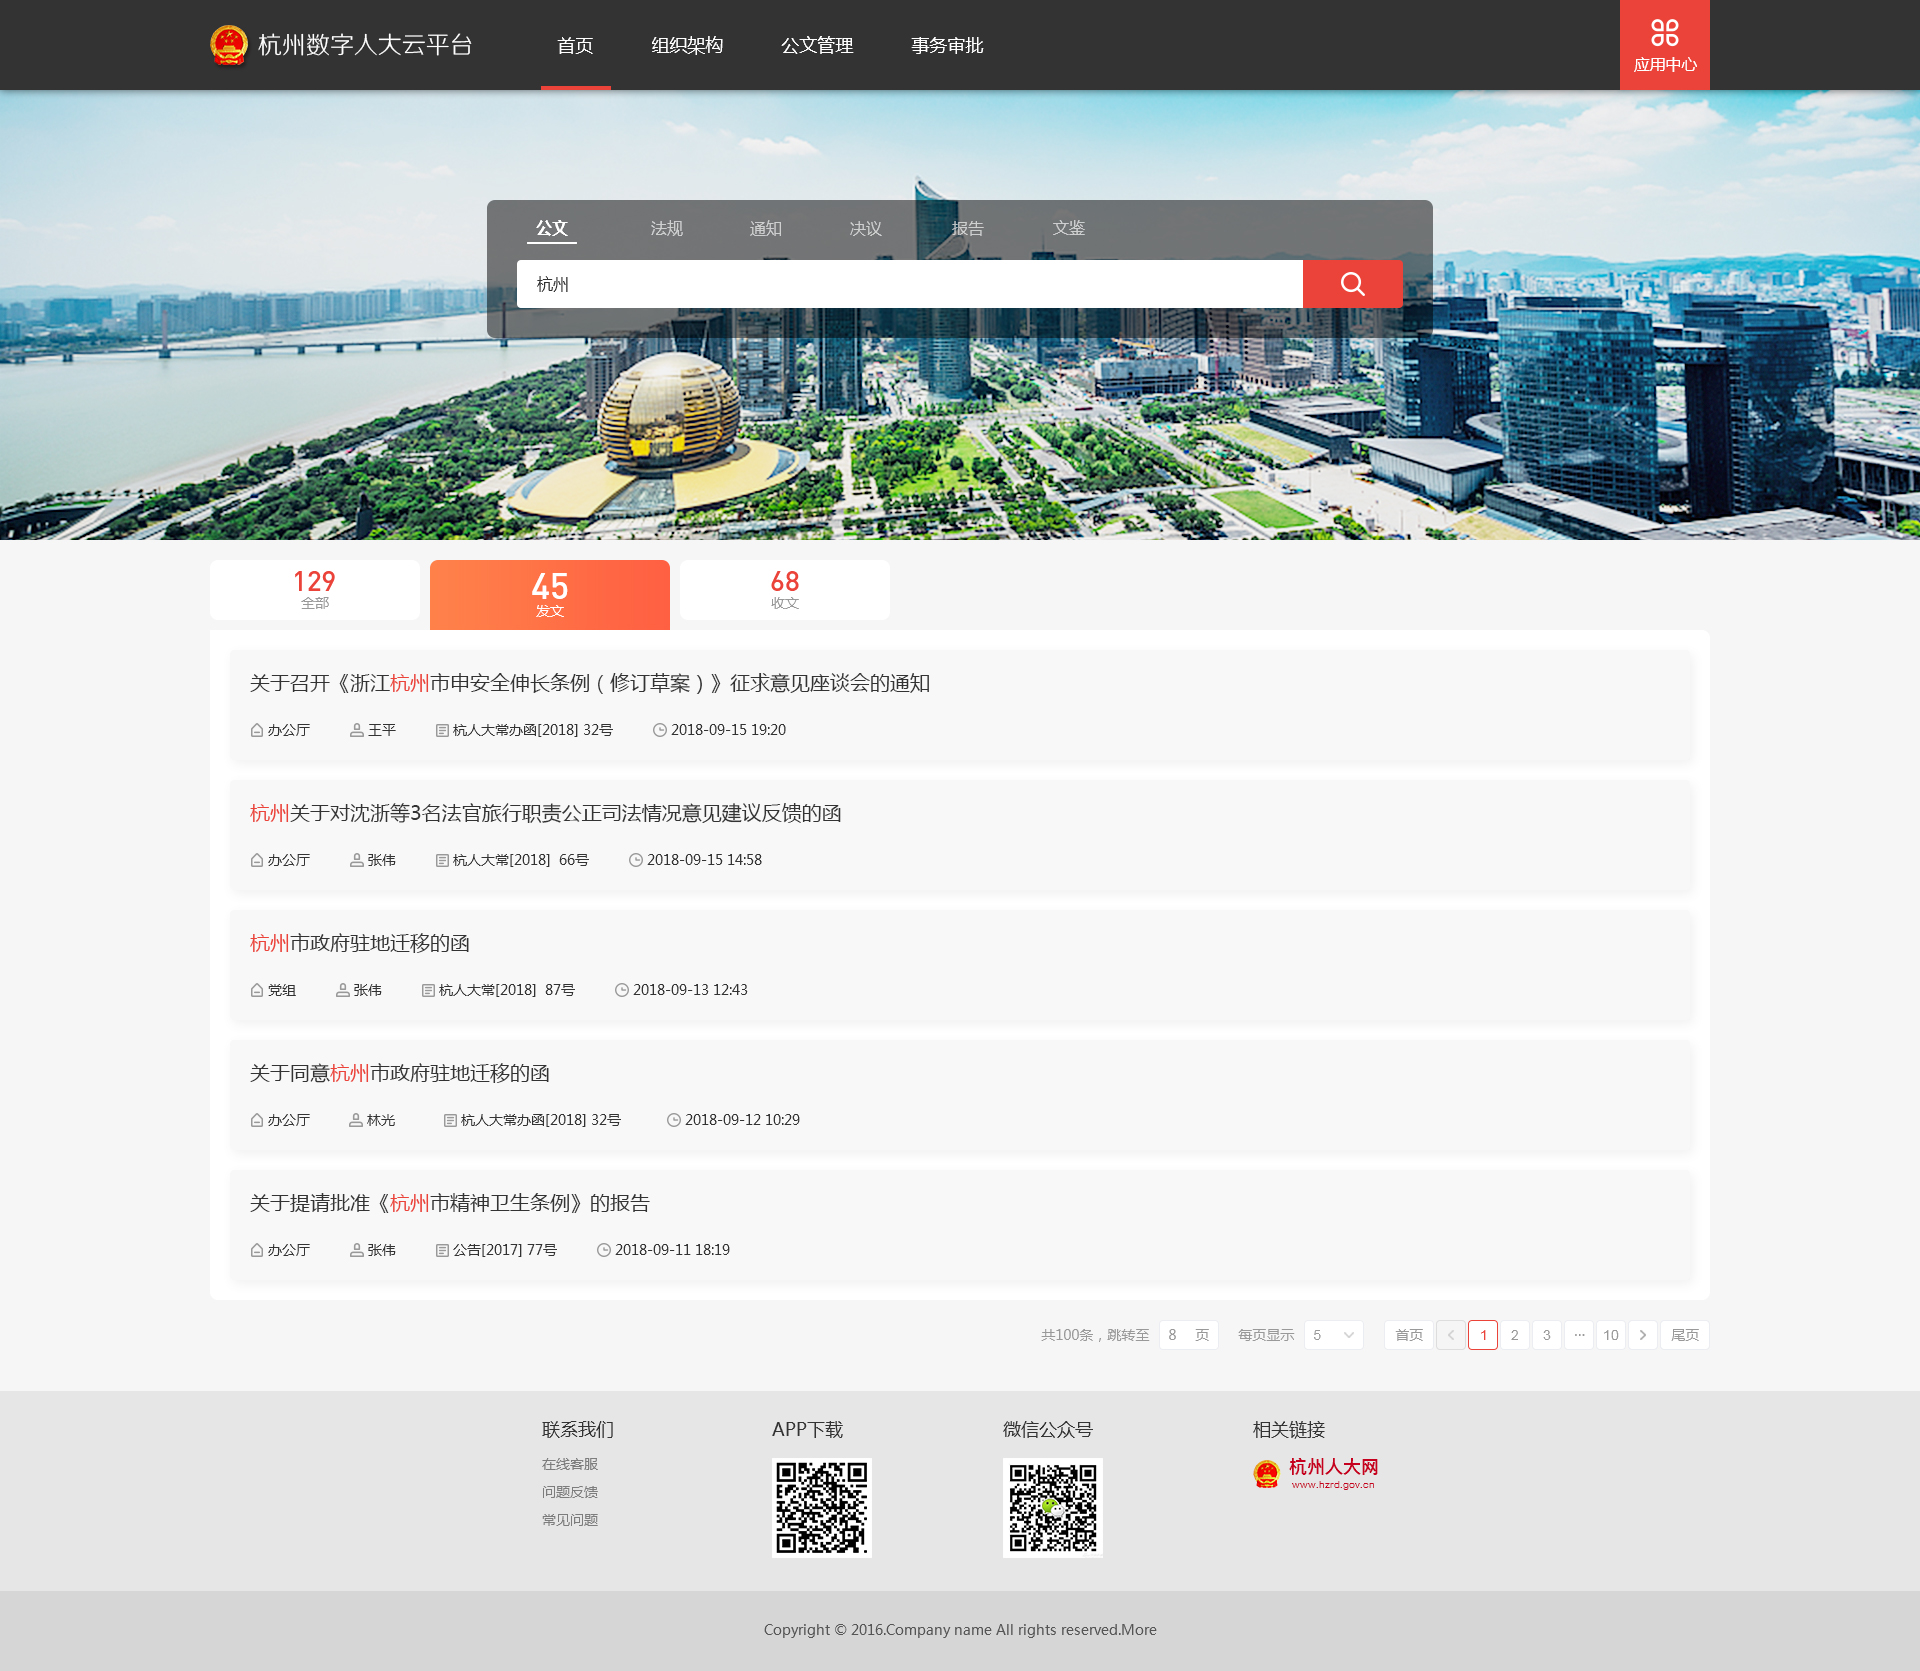 杭州数字人大云平台 首页 组织架构 公文管理 事务审批 应用中心
公文 法规 通知 决议 报告 文鉴
杭州
129 45 68
全部 发文 收文
关于召开《浙江杭州市申安全伸长条例（修订草案）》征求意见座谈会的通知
办公厅 王平 杭人大常办函[2018] 32号 2018-09-15 19:20
杭州关于对沈浙等3名法官旅行职责公正司法情况意见建议反馈的函
办公厅 张伟 杭人大常[2018] 66号 2018-09-15 14:58
杭州市政府驻地迁移的函
党组 张伟 杭人大常[2018] 87号 2018-09-13 12:43
关于同意杭州市政府驻地迁移的函
办公厅 林光 杭人大常办函[2018] 32号 2018-09-12 10:29
关于提请批准《杭州市精神卫生条例》的报告
办公厅 张伟 公告[2017] 77号 2018-09-11 18:19
共100条，跳转至 8 页 每页显示 5 首页 1 2 3 ··· 10 尾页
联系我们 APP下载 微信公众号 相关链接
在线客服
问题反馈
常见问题
杭州人大网
www.hzrd.gov.cn
Copyright © 2016.Company name All rights reserved.More